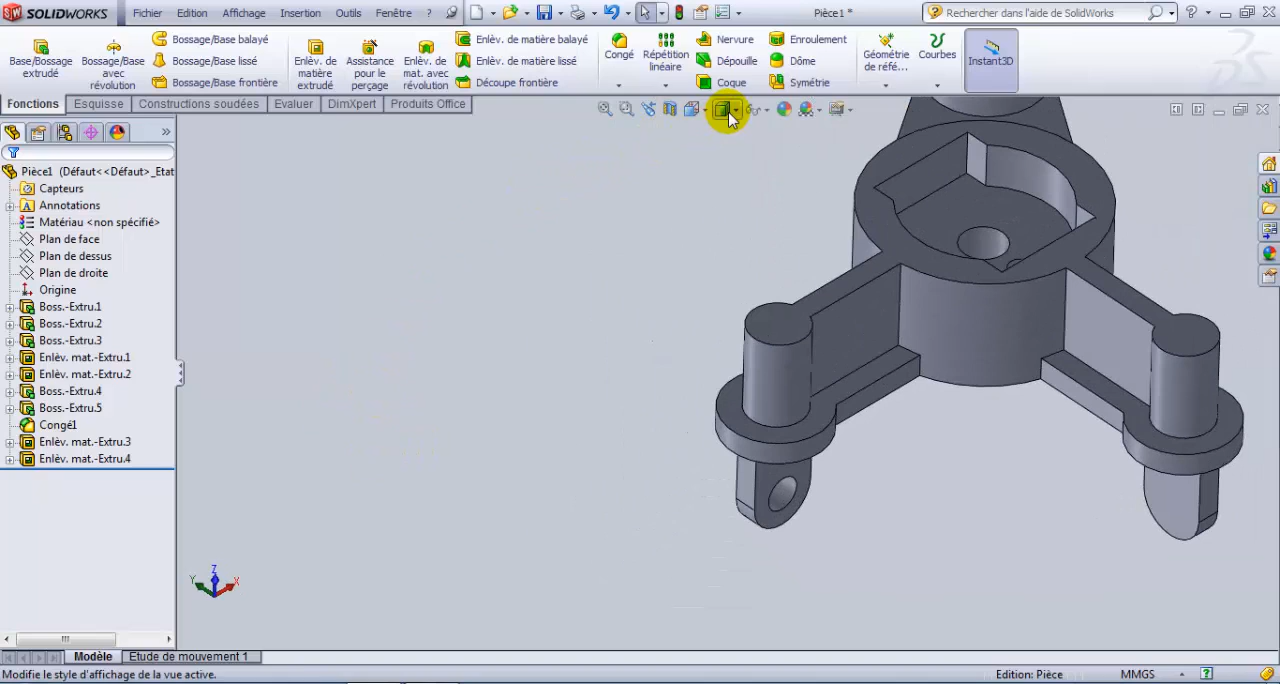 SOLIDWORKS Fichier Edition Affichage Insertion Outils Fenêtre ? Pièce1 * Rechercher dans l'aide de SolidWorks
Base/Bossage extrudé
Bossage/Base avec révolution
Bossage/Base balayé
Bossage/Base lissé
Bossage/Base frontière
Enlèv. de matière extrudé
Assistance pour le perçage
Enlèv. de mat. avec révolution
Enlèv. de matière balayé
Enlèv. de matière lissé
Découpe frontière
Congé
Répétition linéaire
Nervure
Dépouille
Coque
Enroulement
Dôme
Symétrie
Géométrie de réfé...
Courbes
Instant3D
Fonctions Esquisse Constructions soudées Evaluer DimXpert Produits Office
Pièce1 (Défaut<<Défaut>_Etat
Capteurs
Annotations
Matériau <non spécifié>
Plan de face
Plan de dessus
Plan de droite
Origine
Boss.-Extru.1
Boss.-Extru.2
Boss.-Extru.3
Enlèv. mat.-Extru.1
Enlèv. mat.-Extru.2
Boss.-Extru.4
Boss.-Extru.5
Congé1
Enlèv. mat.-Extru.3
Enlèv. mat.-Extru.4
Z
Y X
Modèle Etude de mouvement 1
Modifie le style d'affichage de la vue active. Edition: Pièce MMGS